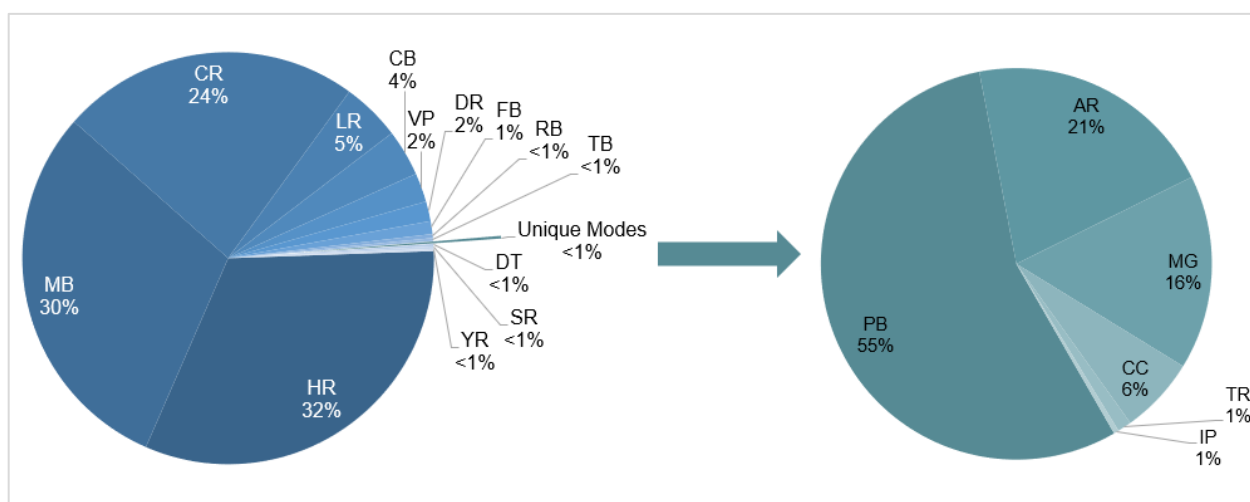 CR
24%
LR
5%
CB
4%
VP
2%
DR
2%
FB
1%
RB
<1%
TB
<1%
Unique Modes
<1%
DT
<1%
SR
<1%
YR
<1%
HR
32%
MB
30%
AR
21%
MG
16%
CC
6%
TR
1%
IP
1%
PB
55%